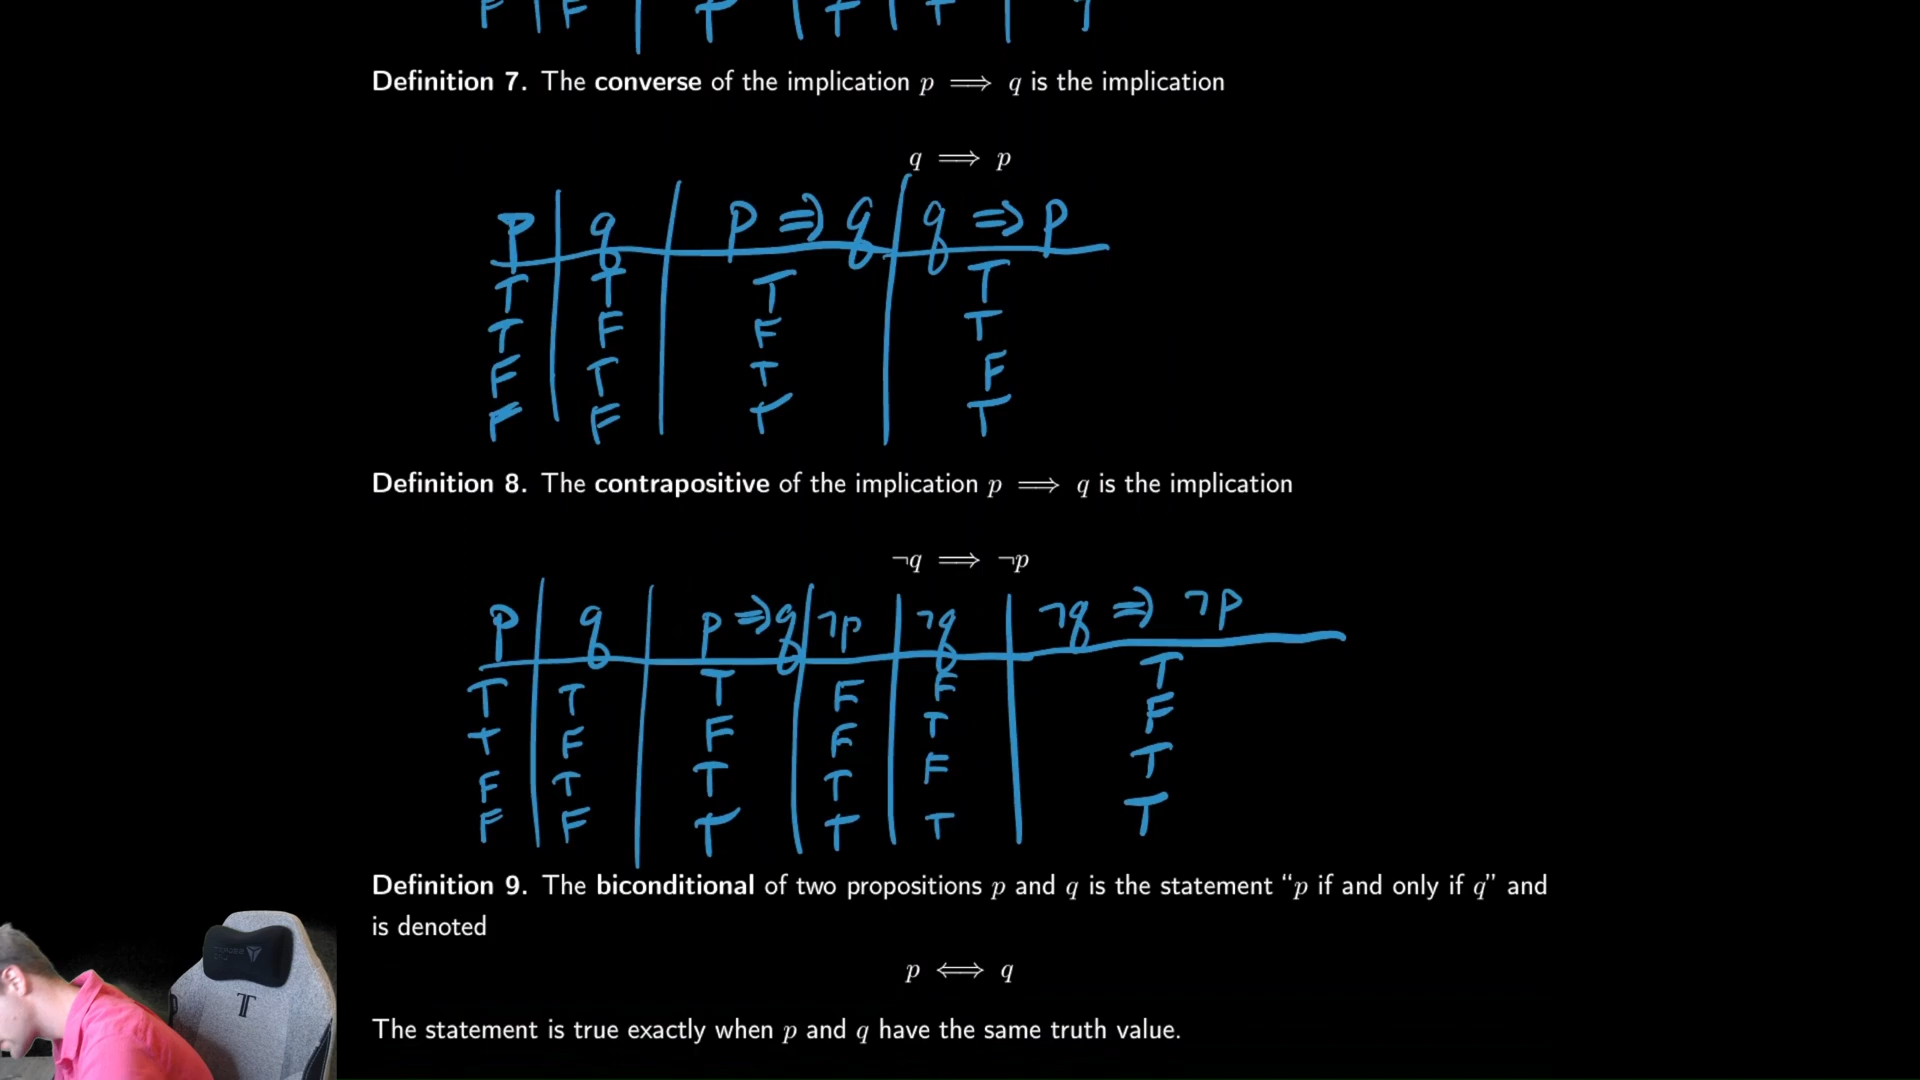 F | F | T | T | T | T
Definition 7. The converse of the implication p ⟹ q is the implication
q ⟹ p
p | q | p ⇒ q | q ⇒ p
T | T | T | T
T | F | F | T
F | T | T | F
F | F | T | T
Definition 8. The contrapositive of the implication p ⟹ q is the implication
¬q ⟹ ¬p
p | q | p ⇒ q | ¬p | ¬q | ¬q ⇒ ¬p
T | T | T | F | F | T
T | F | F | F | T | F
F | T | T | T | F | T
F | F | T | T | T | T
Definition 9. The biconditional of two propositions p and q is the statement “p if and only if q” and
is denoted
p ⟺ q
The statement is true exactly when p and q have the same truth value.